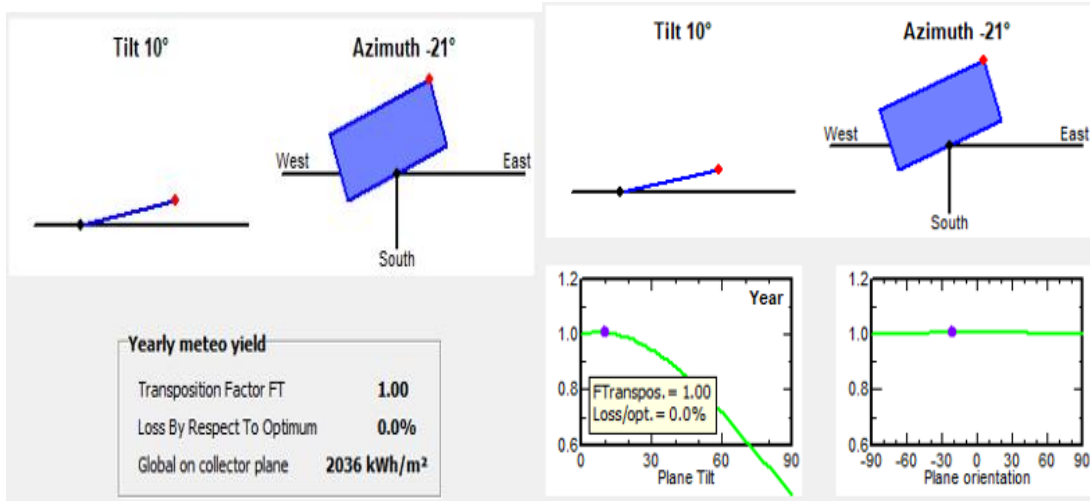 Tilt 10°
Azimuth -21°
West
East
South
Yearly meteo yield
Transposition Factor FT 1.00
Loss By Respect To Optimum 0.0%
Global on collector plane 2036 kWh/m²
Tilt 10°
Azimuth -21°
West
East
South
1.2
1.0
0.8
0.6
Year
FTranspos. = 1.00
Loss/opt. = 0.0%
0 30 60 90
Plane Tilt
1.2
1.0
0.8
0.6
-90 -60 -30 0 30 60 90
Plane orientation